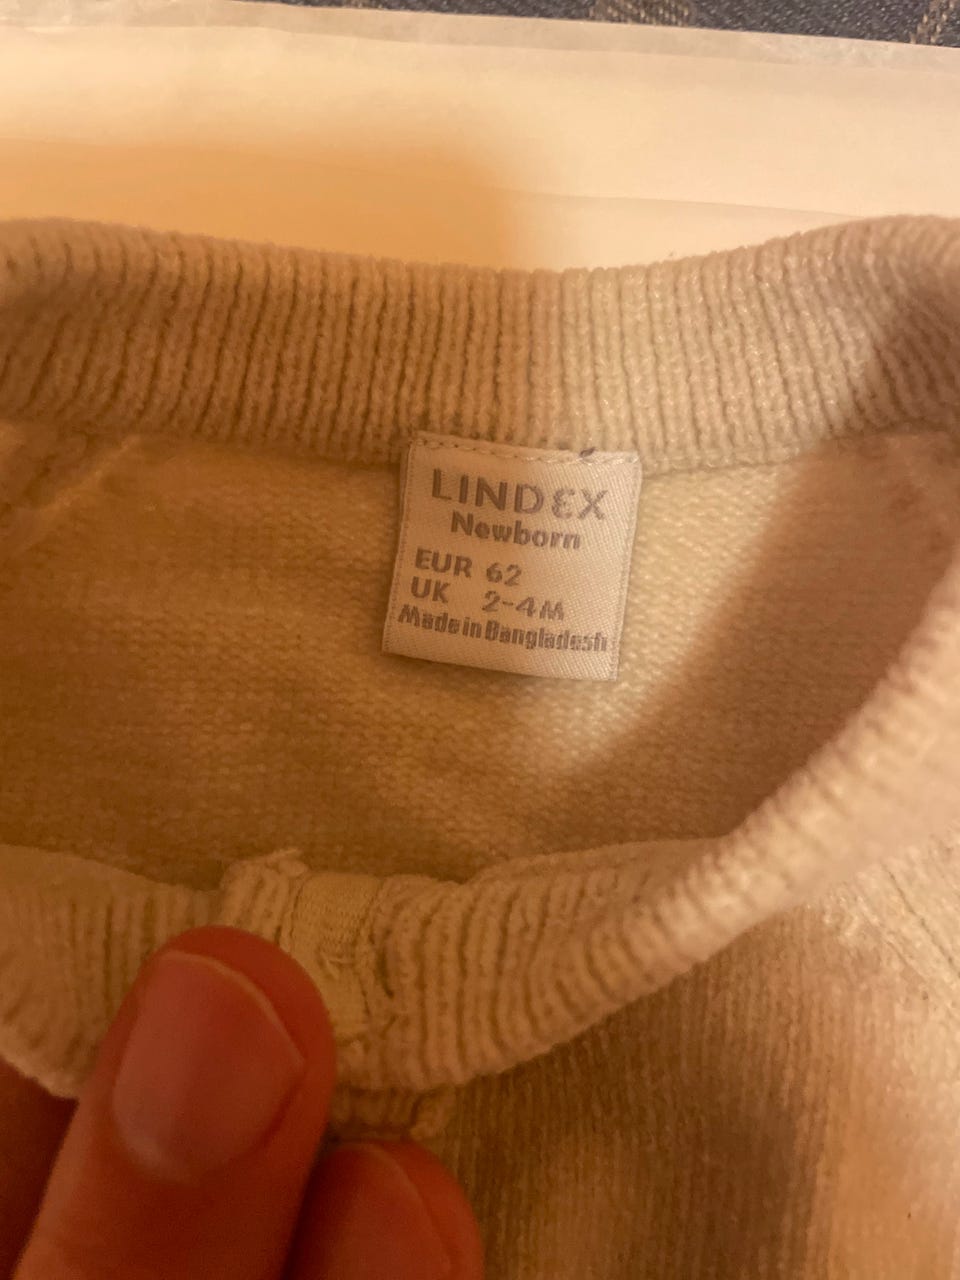 LINDEX
Newborn
EUR 62
UK 2-4M
Made in Bangladesh